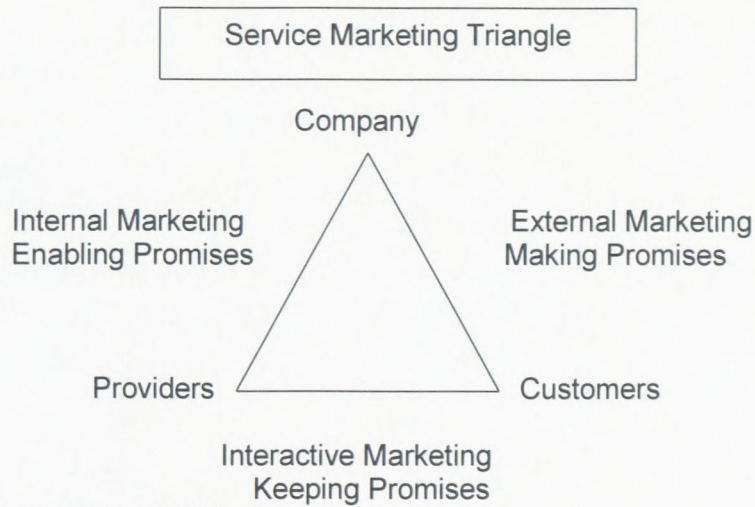 Service Marketing Triangle
Company
Internal Marketing
Enabling Promises
External Marketing
Making Promises
Providers
Customers
Interactive Marketing
Keeping Promises